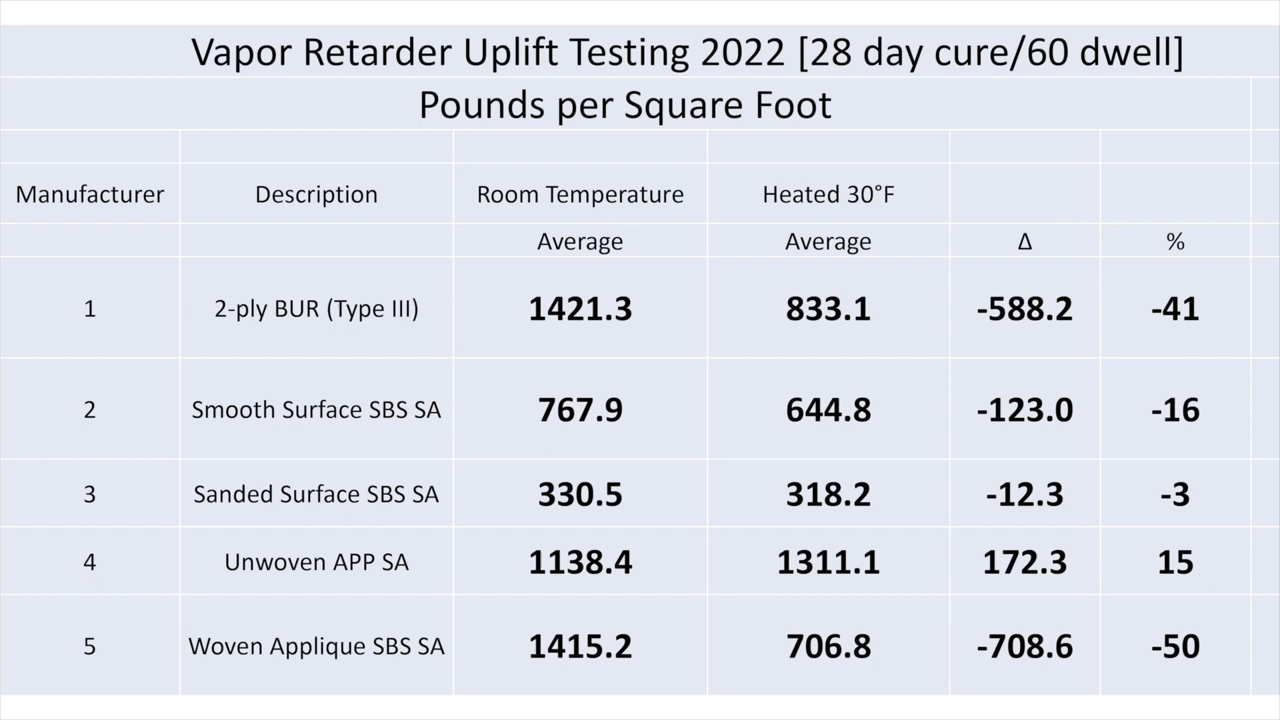 Vapor Retarder Uplift Testing 2022 [28 day cure/60 dwell]
Pounds per Square Foot
Manufacturer Description Room Temperature Heated 30°F
Average Average Δ %
1 2-ply BUR (Type III) 1421.3 833.1 -588.2 -41
2 Smooth Surface SBS SA 767.9 644.8 -123.0 -16
3 Sanded Surface SBS SA 330.5 318.2 -12.3 -3
4 Unwoven APP SA 1138.4 1311.1 172.3 15
5 Woven Applique SBS SA 1415.2 706.8 -708.6 -50